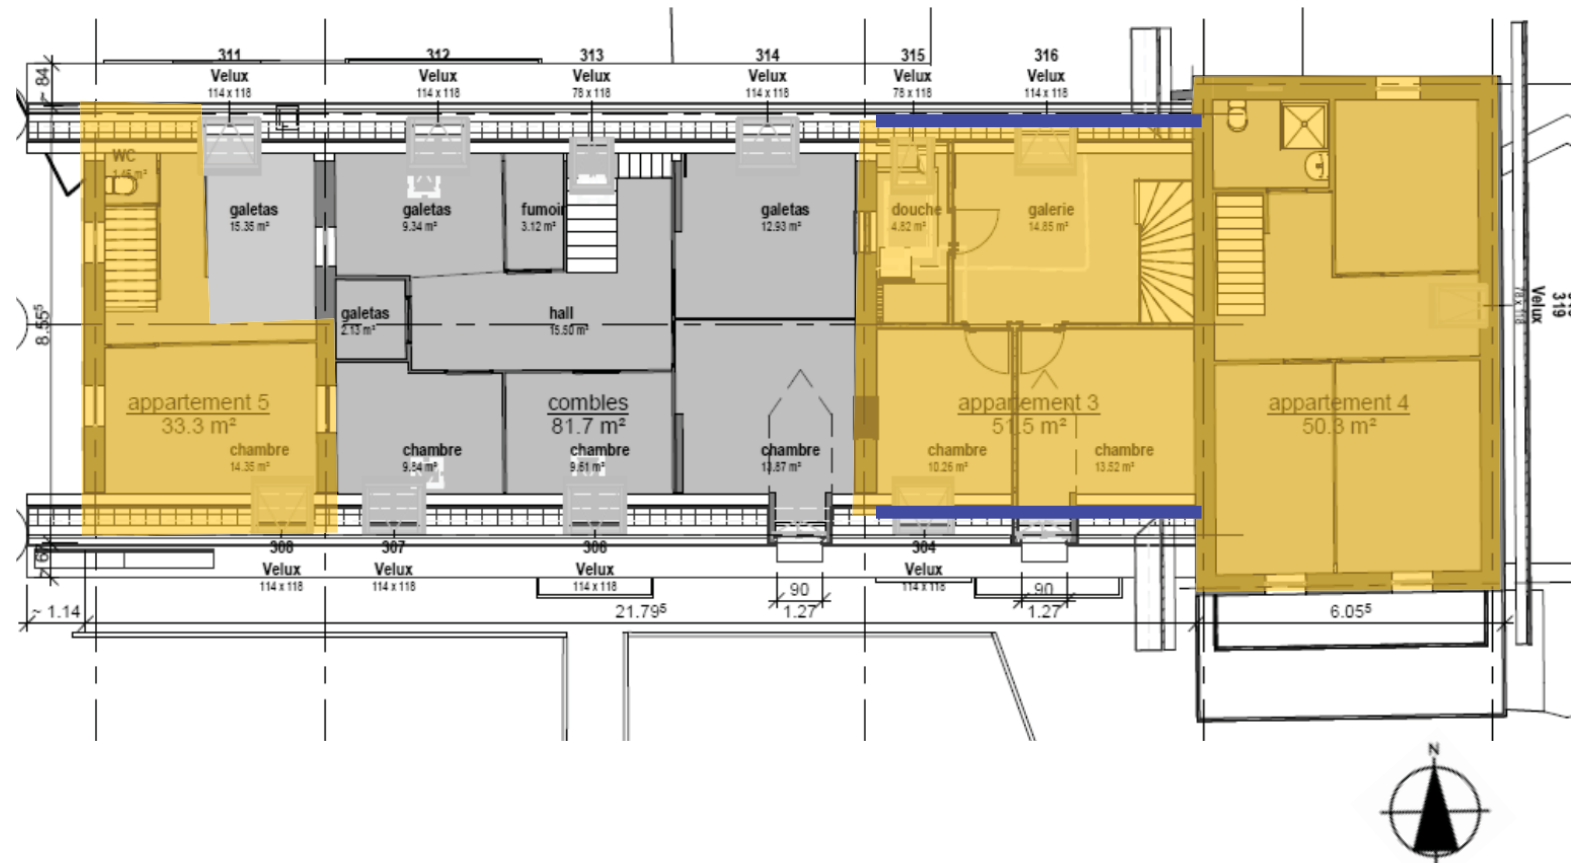 311
Velux
114 x 118
312
Velux
114 x 118
313
Velux
78 x 118
314
Velux
114 x 118
315
Velux
78 x 118
316
Velux
114 x 118
~ 84
8.55⁵
WC
1.45 m²
galetas
15.35 m²
galetas
9.34 m²
fumoir
3.12 m²
galetas
12.93 m²
douche
4.82 m²
galerie
14.85 m²
galetas
2.13 m²
hall
15.50 m²
319
Velux
78 x 118
appartement 5
33.3 m²
chambre
14.35 m²
combles
81.7 m²
chambre
9.84 m²
chambre
9.61 m²
chambre
13.87 m²
appartement 3
51.5 m²
chambre
10.26 m²
chambre
13.52 m²
appartement 4
50.3 m²
Velux
114 x 118
307
Velux
114 x 118
Velux
114 x 118
304
Velux
114 x 118
~ 1.14
21.79⁵
90
1.27
90
1.27
6.05⁵
N